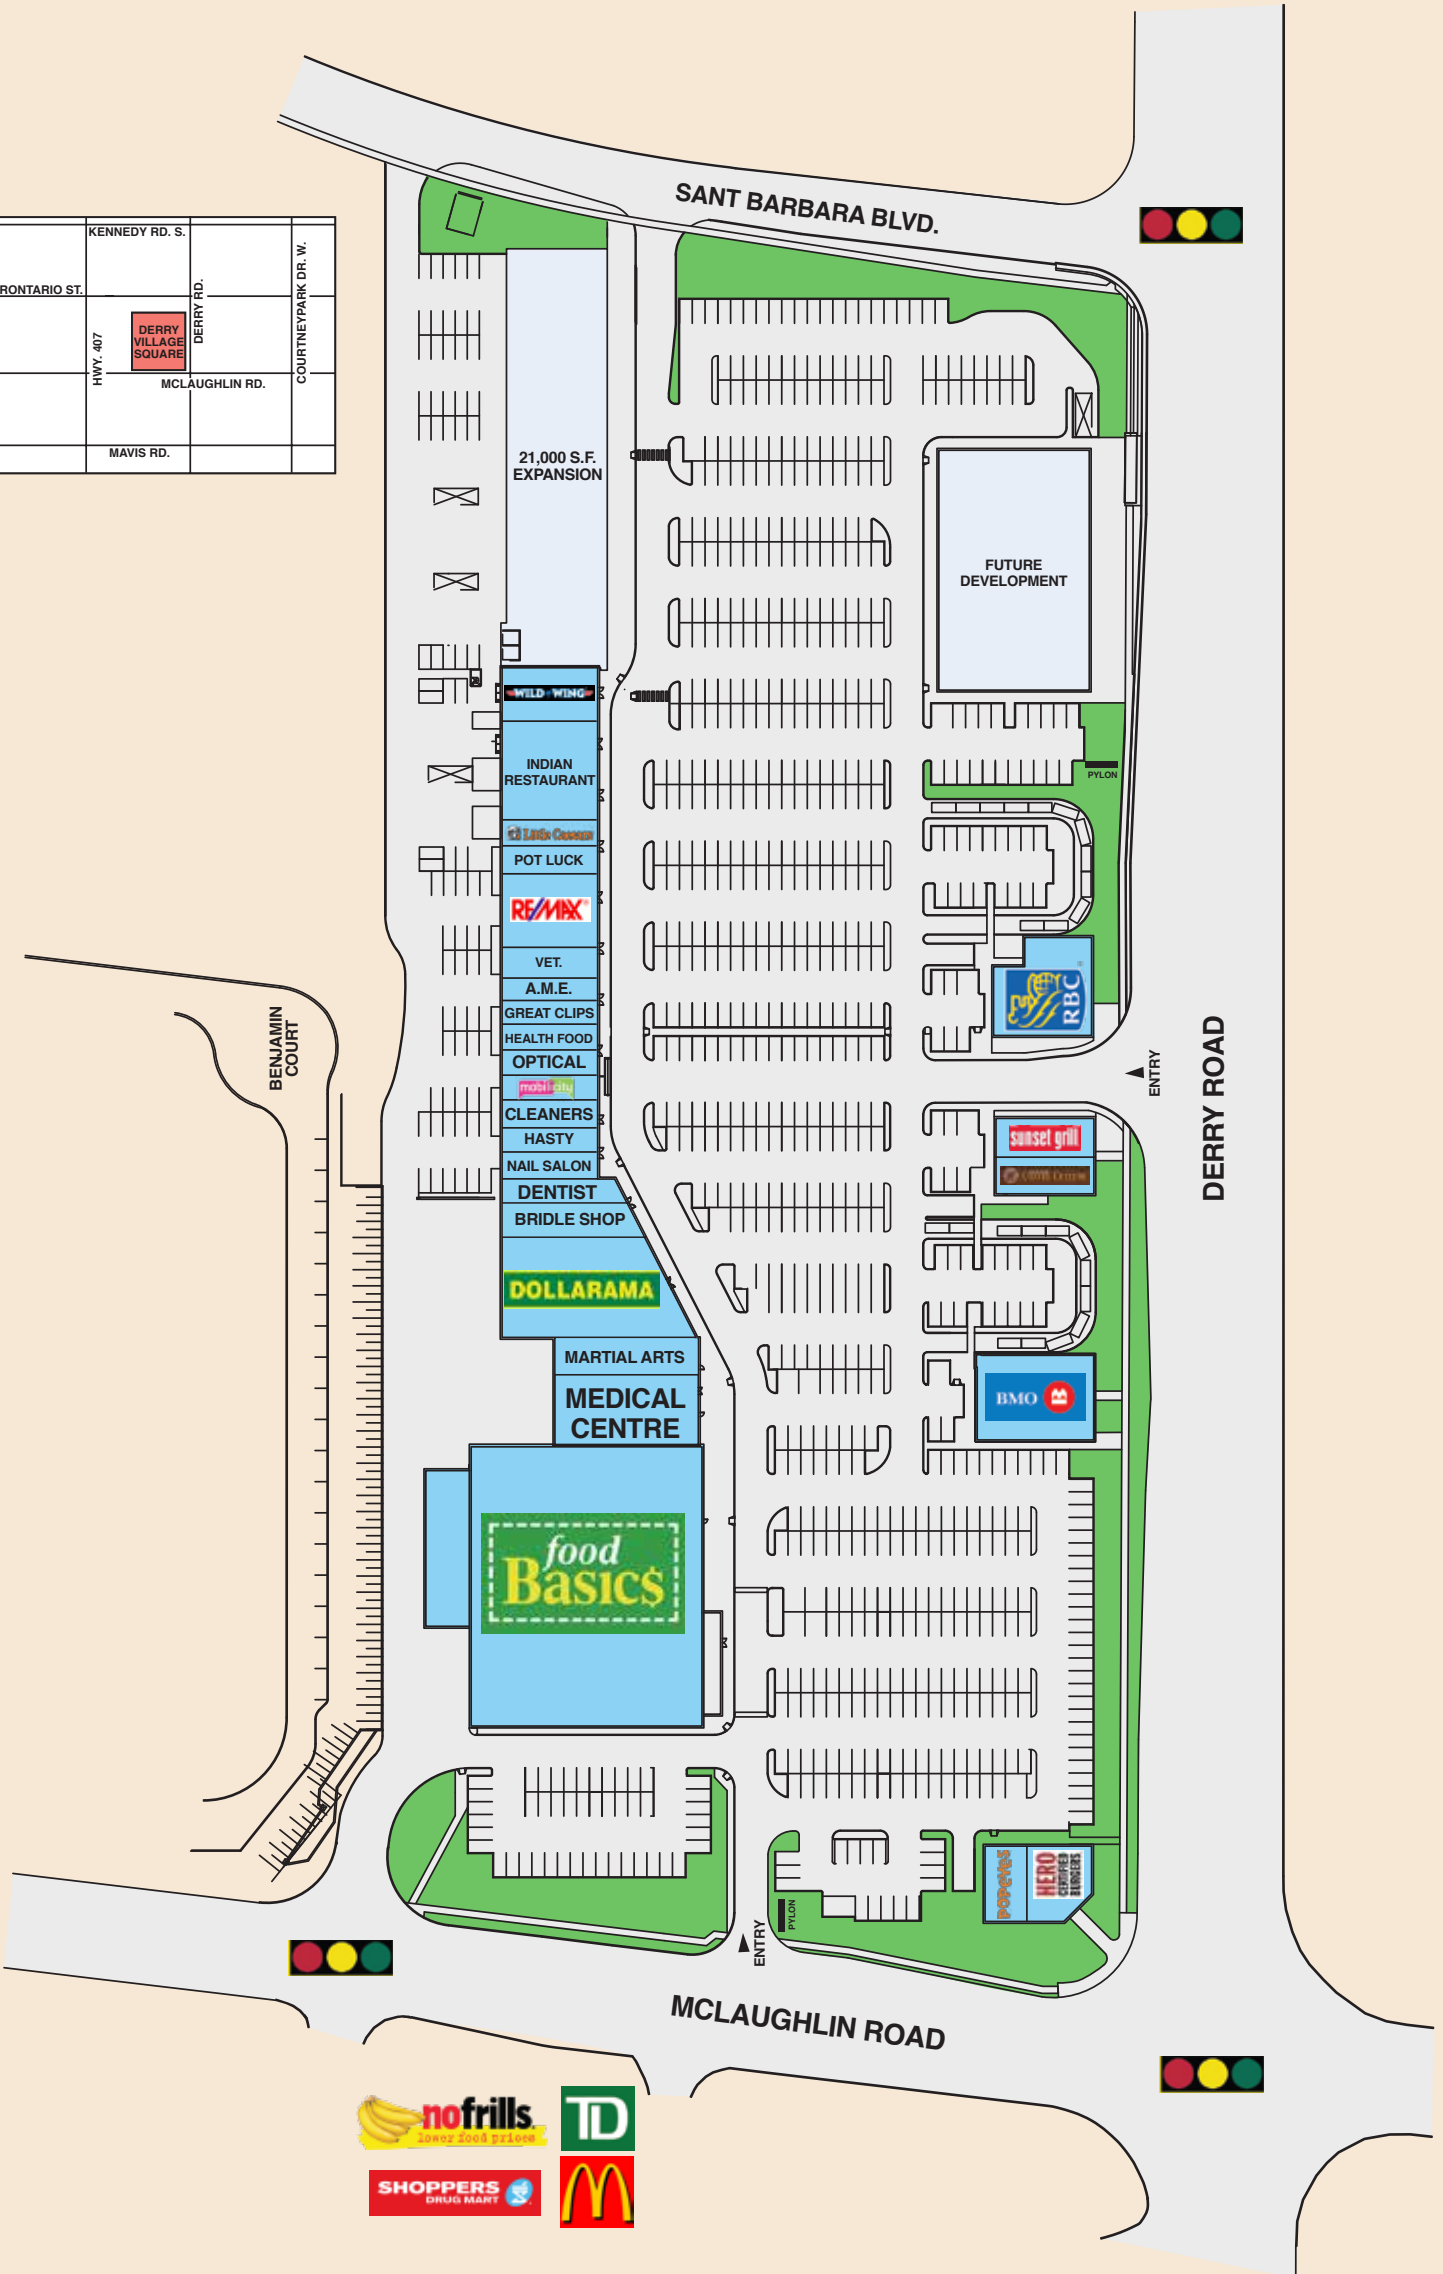 SANT BARBARA BLVD.
KENNEDY RD. S.
RONTARIO ST.
HWY. 407
DERRY
VILLAGE
SQUARE
DERRY RD.
COURTNEYPARK DR. W.
MCLAUGHLIN RD.
MAVIS RD.
21,000 S.F.
EXPANSION
FUTURE
DEVELOPMENT
WILD WING
INDIAN
RESTAURANT
PYLON
Little Caesars
POT LUCK
RE/MAX
VET.
A.M.E.
GREAT CLIPS
HEALTH FOOD
OPTICAL
mobilicity
CLEANERS
HASTY
NAIL SALON
DENTIST
BRIDLE SHOP
DOLLARAMA
MARTIAL ARTS
MEDICAL
CENTRE
food
Basic$
RBC
ENTRY
DERRY ROAD
BENJAMIN
COURT
sunset grill
BMO
POPEYES
HERO
CERTIFIED
BURGERS
PYLON
ENTRY
MCLAUGHLIN ROAD
nofrills
lower food prices
TD
SHOPPERS
DRUG MART